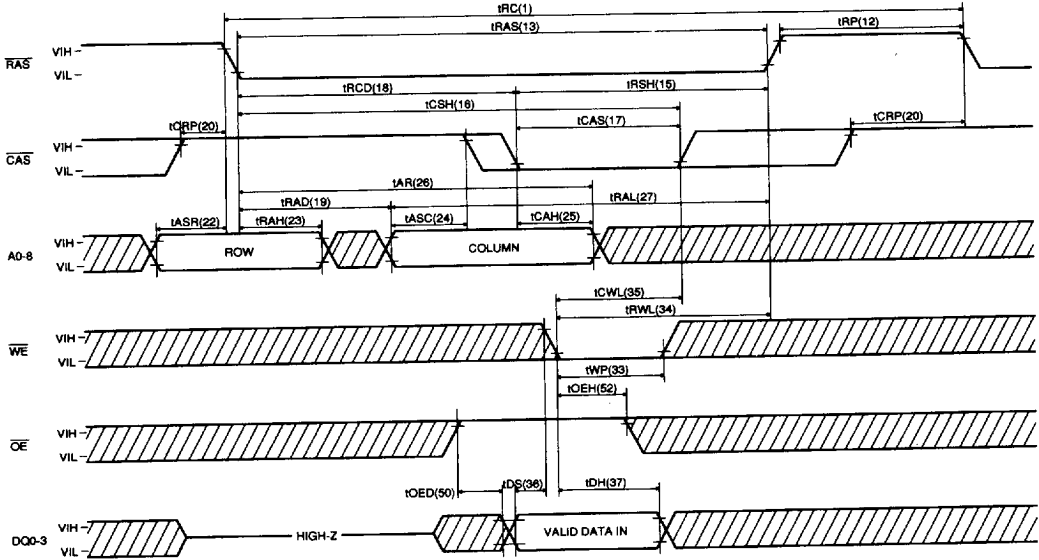 tRC(1)
tRAS(13)
tRP(12)
RAS
VIH
VIL
tRCD(18)
tRSH(15)
tCSH(16)
tCRP(20)
tCAS(17)
tCRP(20)
CAS
VIH
VIL
tAR(26)
tRAD(19)
tRAL(27)
tASR(22)
tRAH(23)
tASC(24)
tCAH(25)
A0-8
VIH
VIL
ROW
COLUMN
tCWL(35)
tRWL(34)
WE
VIH
VIL
tWP(33)
tOEH(52)
OE
VIH
VIL
tOED(50)
tDS(36)
tDH(37)
DQ0-3
VIH
VIL
HIGH-Z
VALID DATA IN